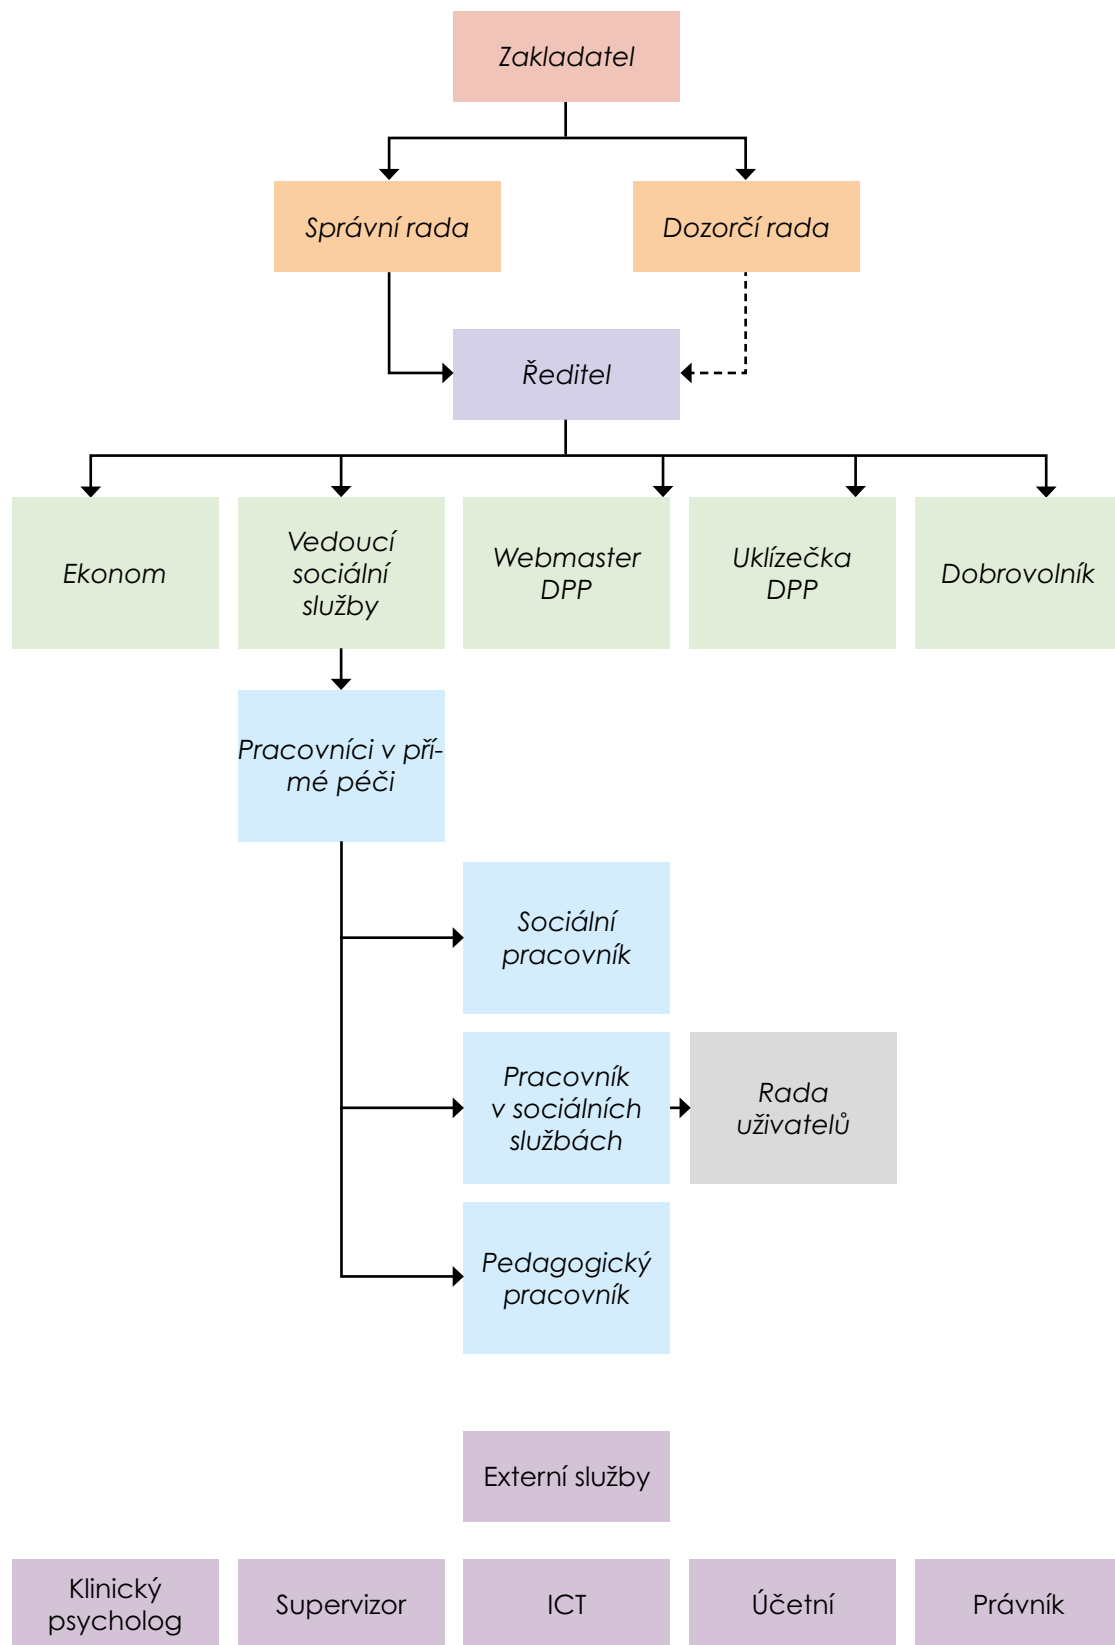 Zakladatel
Správní rada
Dozorčí rada
Ředitel
Ekonom
Vedoucí
sociální
služby
Webmaster
DPP
Uklízečka
DPP
Dobrovolník
Pracovníci v pří-
mé péči
Sociální
pracovník
Pracovník
v sociálních
službách
Rada
uživatelů
Pedagogický
pracovník
Externí služby
Klinický
psycholog
Supervizor
ICT
Účetní
Právník